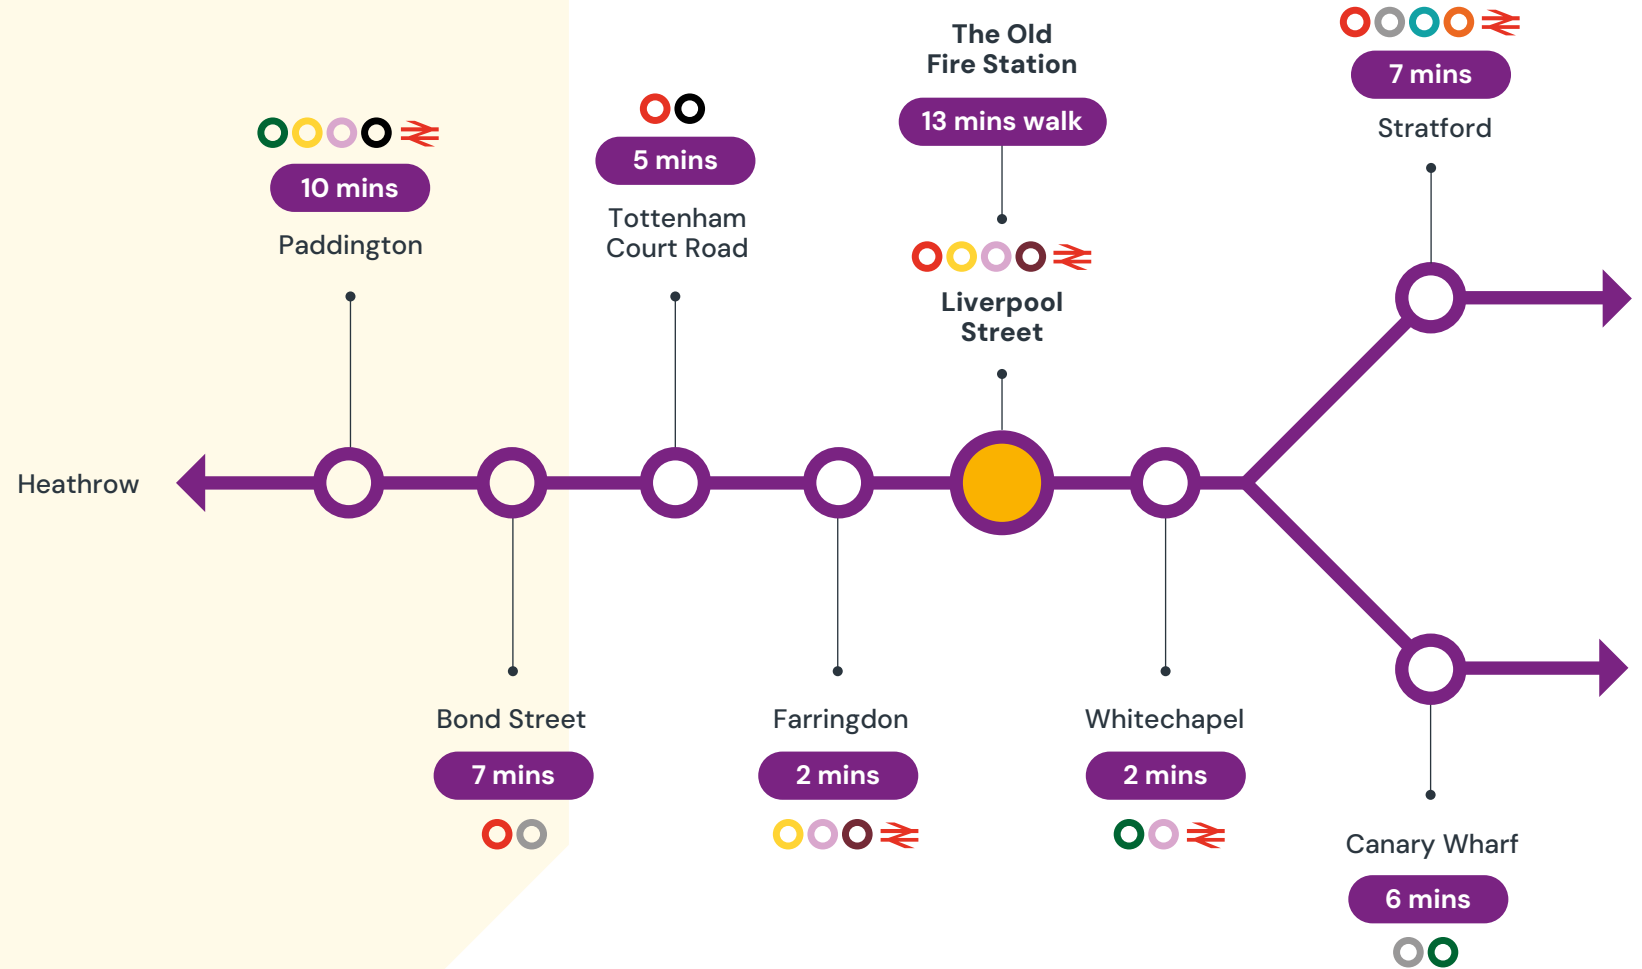 The Old
Fire Station
13 mins walk
7 mins
Stratford
5 mins
Tottenham
Court Road
10 mins
Paddington
Liverpool
Street
Heathrow
Bond Street
7 mins
Farringdon
2 mins
Whitechapel
2 mins
Canary Wharf
6 mins